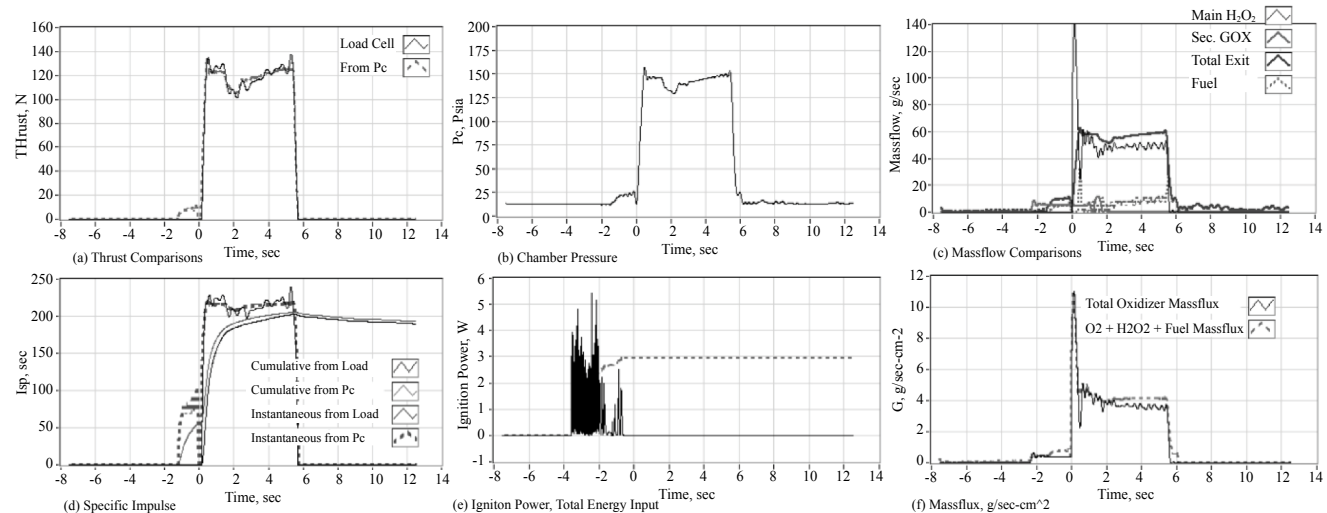 THrust, N
160
140
120
100
80
60
40
20
0
Load Cell
From Pc
-8 -6 -4 -2 0 2 4 6 8 10 12 14
Time, sec
(a) Thrust Comparisons
Pc, Psia
200
175
150
125
100
75
50
25
0
-8 -6 -4 -2 0 2 4 6 8 10 12 14
Time, sec
(b) Chamber Pressure
Massflow, g/sec
140
120
100
80
60
40
20
0
Main H₂O₂
Sec. GOX
Total Exit
Fuel
-8 -6 -4 -2 0 2 4 6 8 10 12 14
Time, sec
(c) Massflow Comparisons
Isp, sec
250
200
150
100
50
0
Cumulative from Load
Cumulative from Pc
Instantaneous from Load
Instantaneous from Pc
-8 -6 -4 -2 0 2 4 6 8 10 12 14
Time, sec
(d) Specific Impulse
Ignition Power, W
6
5
4
3
2
1
0
-1
-8 -6 -4 -2 0 2 4 6 8 10 12 14
Time, sec
(e) Igniton Power, Total Energy Input
G, g/sec-cm-2
12
10
8
6
4
2
0
Total Oxidizer Massflux
O2 + H2O2 + Fuel Massflux
-8 -6 -4 -2 0 2 4 6 8 10 12 14
Time, sec
(f) Massflux, g/sec-cm^2